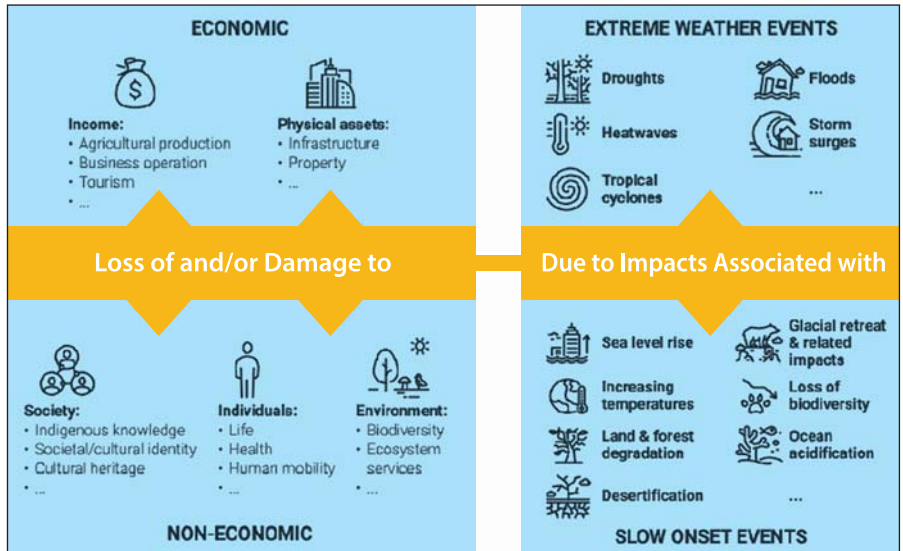 ECONOMIC
$
Income:
• Agricultural production
• Business operation
• Tourism
• ...
Physical assets:
• Infrastructure
• Property
• ...
Loss of and/or Damage to
Society:
• Indigenous knowledge
• Societal/cultural identity
• Cultural heritage
• ...
Individuals:
• Life
• Health
• Human mobility
• ...
Environment:
• Biodiversity
• Ecosystem
services
• ...
NON-ECONOMIC
EXTREME WEATHER EVENTS
Droughts
Floods
Heatwaves
Storm
surges
Tropical
cyclones
...
Due to Impacts Associated with
Sea level rise
Glacial retreat
& related
impacts
Increasing
temperatures
Loss of
biodiversity
Land & forest
degradation
Ocean
acidification
Desertification
...
SLOW ONSET EVENTS